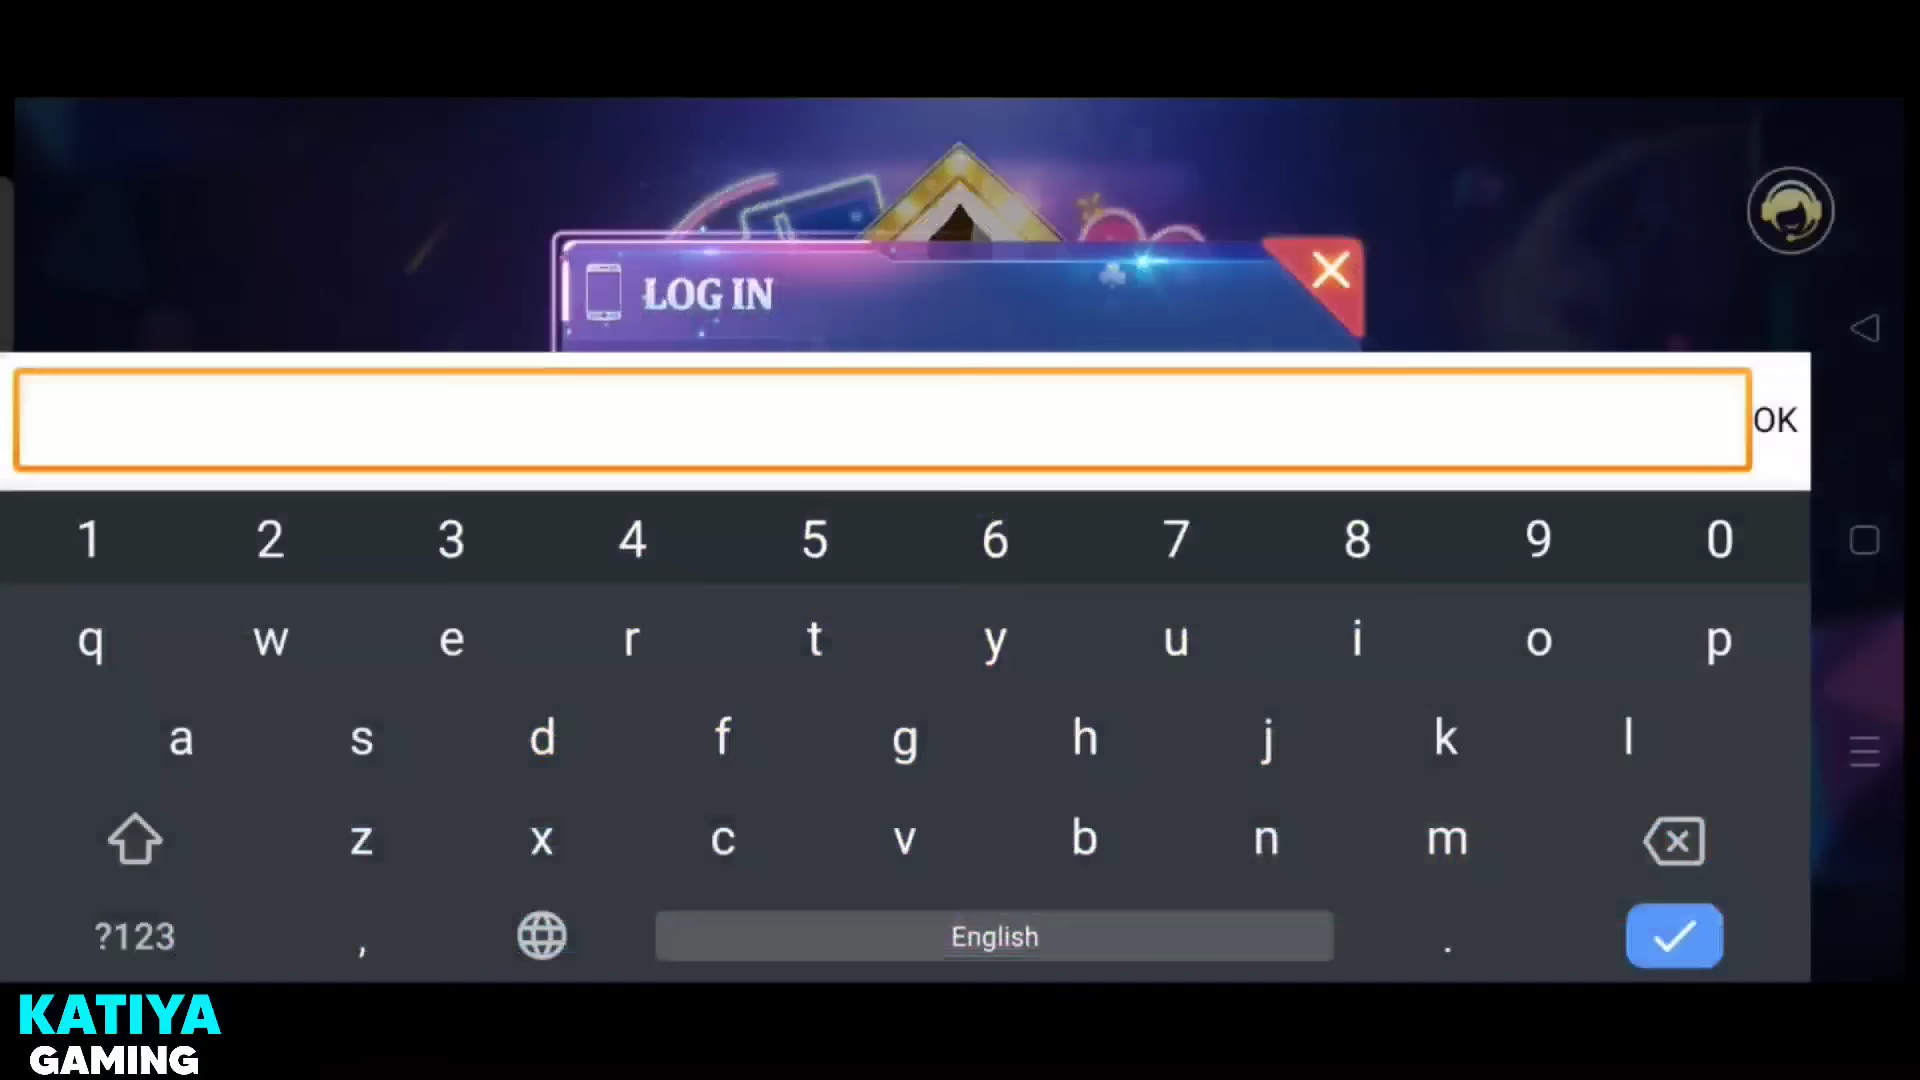 LOG IN
OK
1 2 3 4 5 6 7 8 9 0
q w e r t y u i o p
a s d f g h j k l
z x c v b n m
?123 , English .
KATIYA
GAMING